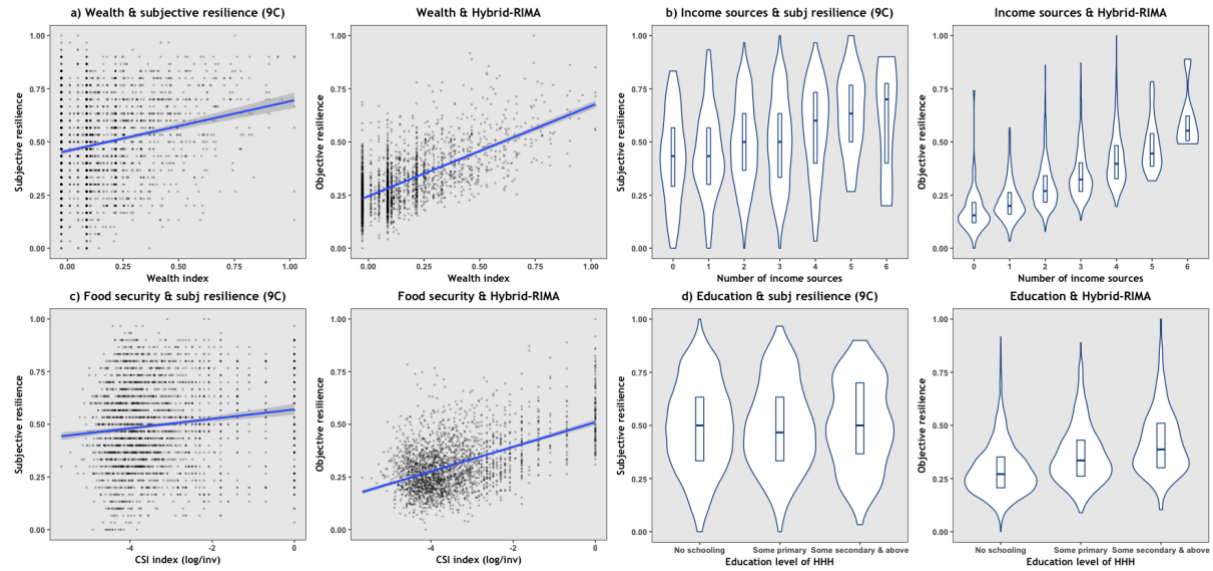 a) Wealth & subjective resilience (9C)
Subjective resilience
1.00
0.75
0.50
0.25
0.00
0.00 0.25 0.50 0.75 1.00
Wealth index
Wealth & Hybrid-RIMA
Objective resilience
1.00
0.75
0.50
0.25
0.00
0.00 0.25 0.50 0.75 1.00
Wealth index
b) Income sources & subj resilience (9C)
Subjective resilience
1.00
0.75
0.50
0.25
0.00
0 1 2 3 4 5 6
Number of income sources
Income sources & Hybrid-RIMA
Objective resilience
1.00
0.75
0.50
0.25
0.00
0 1 2 3 4 5 6
Number of income sources
c) Food security & subj resilience (9C)
Subjective resilience
1.00
0.75
0.50
0.25
0.00
-4 -2 0
CSI index (log/inv)
Food security & Hybrid-RIMA
Objective resilience
1.00
0.75
0.50
0.25
0.00
-4 -2 0
CSI index (log/inv)
d) Education & subj resilience (9C)
Subjective resilience
1.00
0.75
0.50
0.25
0.00
No schooling Some primary Some secondary & above
Education level of HHH
Education & Hybrid-RIMA
Objective resilience
1.00
0.75
0.50
0.25
0.00
No schooling Some primary Some secondary & above
Education level of HHH